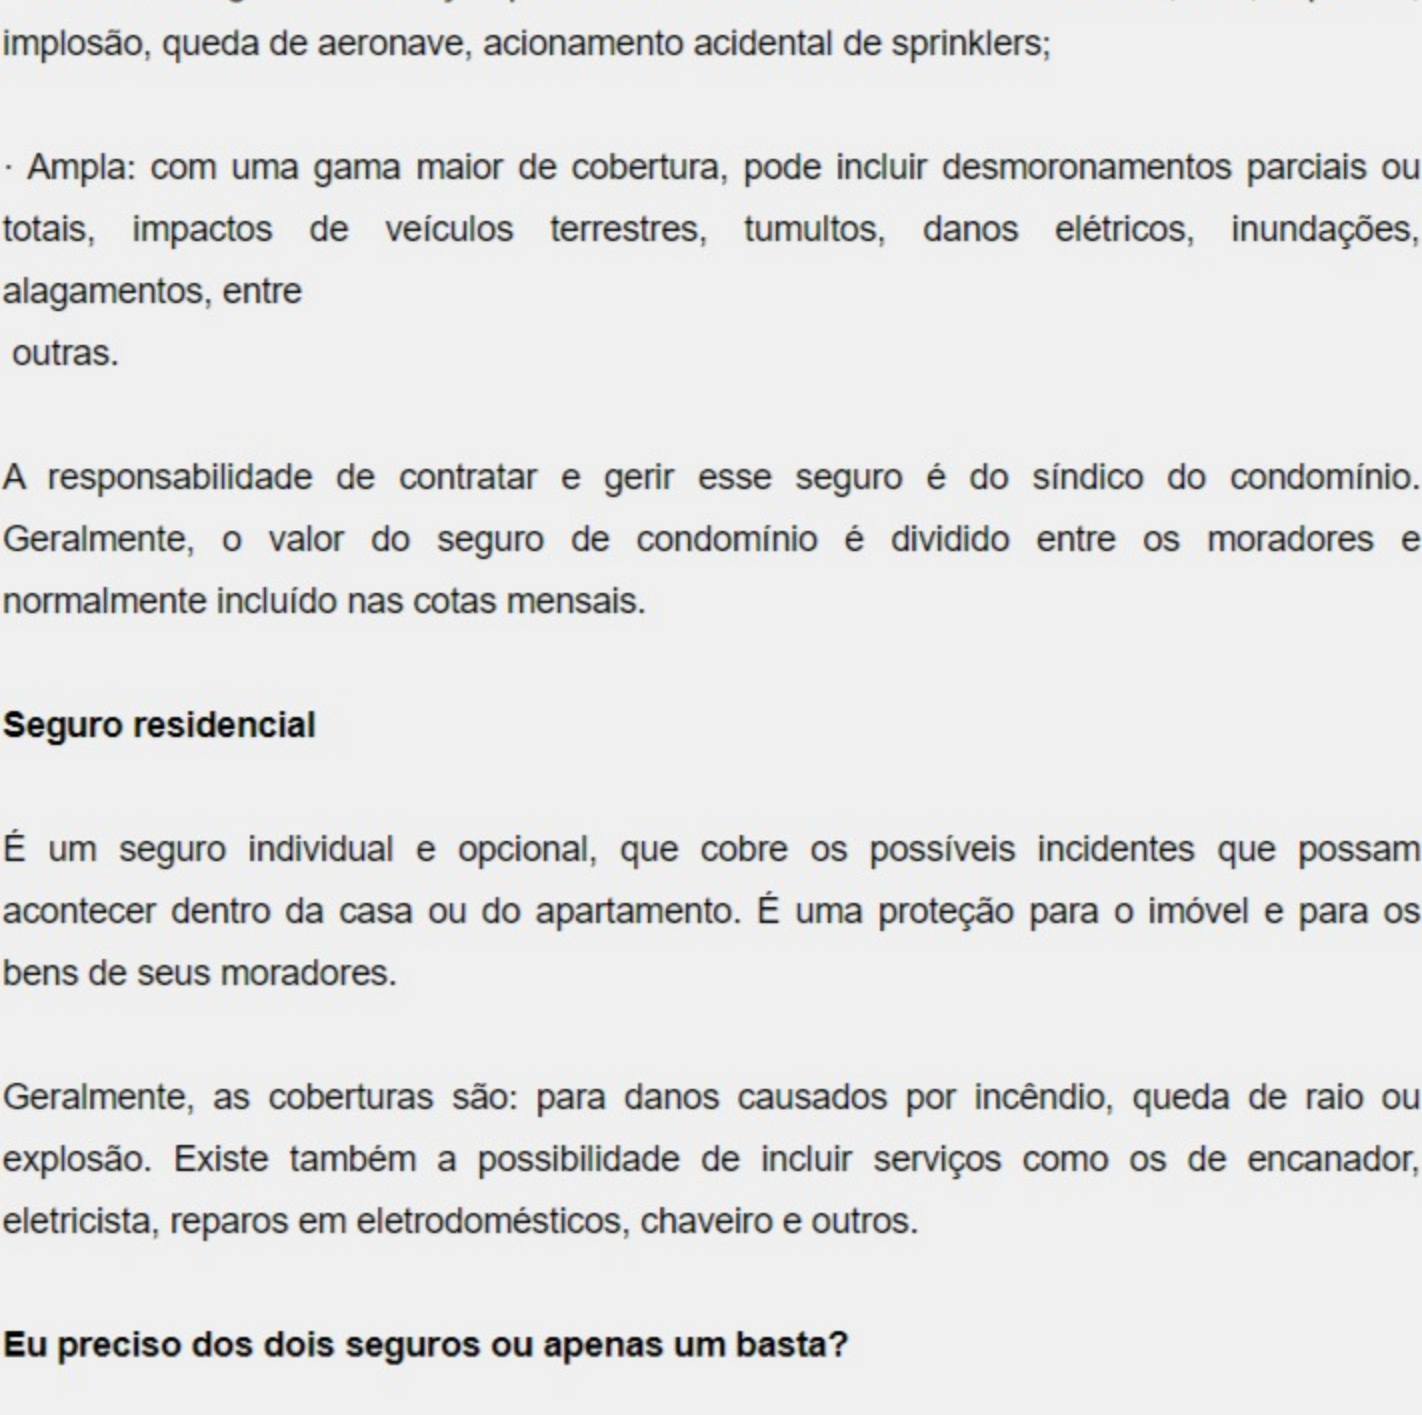 implosão, queda de aeronave, acionamento acidental de sprinklers;
· Ampla: com uma gama maior de cobertura, pode incluir desmoronamentos parciais ou
totais, impactos de veículos terrestres, tumultos, danos elétricos, inundações,
alagamentos, entre
outras.
A responsabilidade de contratar e gerir esse seguro é do síndico do condomínio.
Geralmente, o valor do seguro de condomínio é dividido entre os moradores e
normalmente incluído nas cotas mensais.
Seguro residencial
É um seguro individual e opcional, que cobre os possíveis incidentes que possam
acontecer dentro da casa ou do apartamento. É uma proteção para o imóvel e para os
bens de seus moradores.
Geralmente, as coberturas são: para danos causados por incêndio, queda de raio ou
explosão. Existe também a possibilidade de incluir serviços como os de encanador,
eletricista, reparos em eletrodomésticos, chaveiro e outros.
Eu preciso dos dois seguros ou apenas um basta?